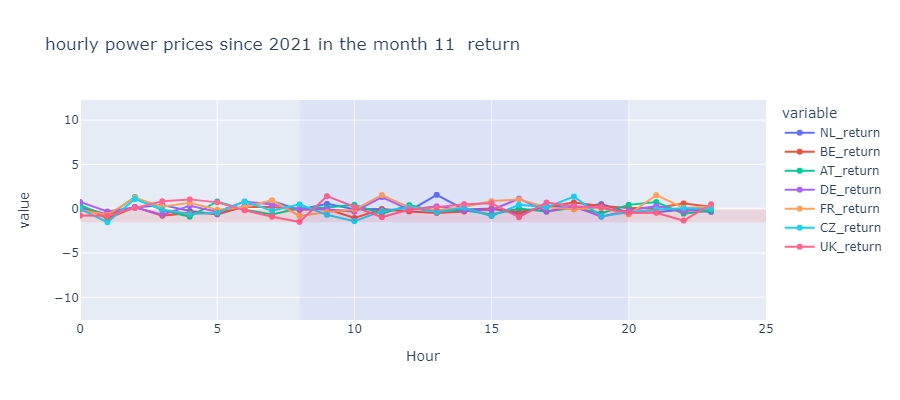 hourly power prices since 2021 in the month 11  return
variable
NL_return
BE_return
AT_return
DE_return
FR_return
CZ_return
UK_return
value
10
5
0
−5
−10
0 5 10 15 20 25
Hour